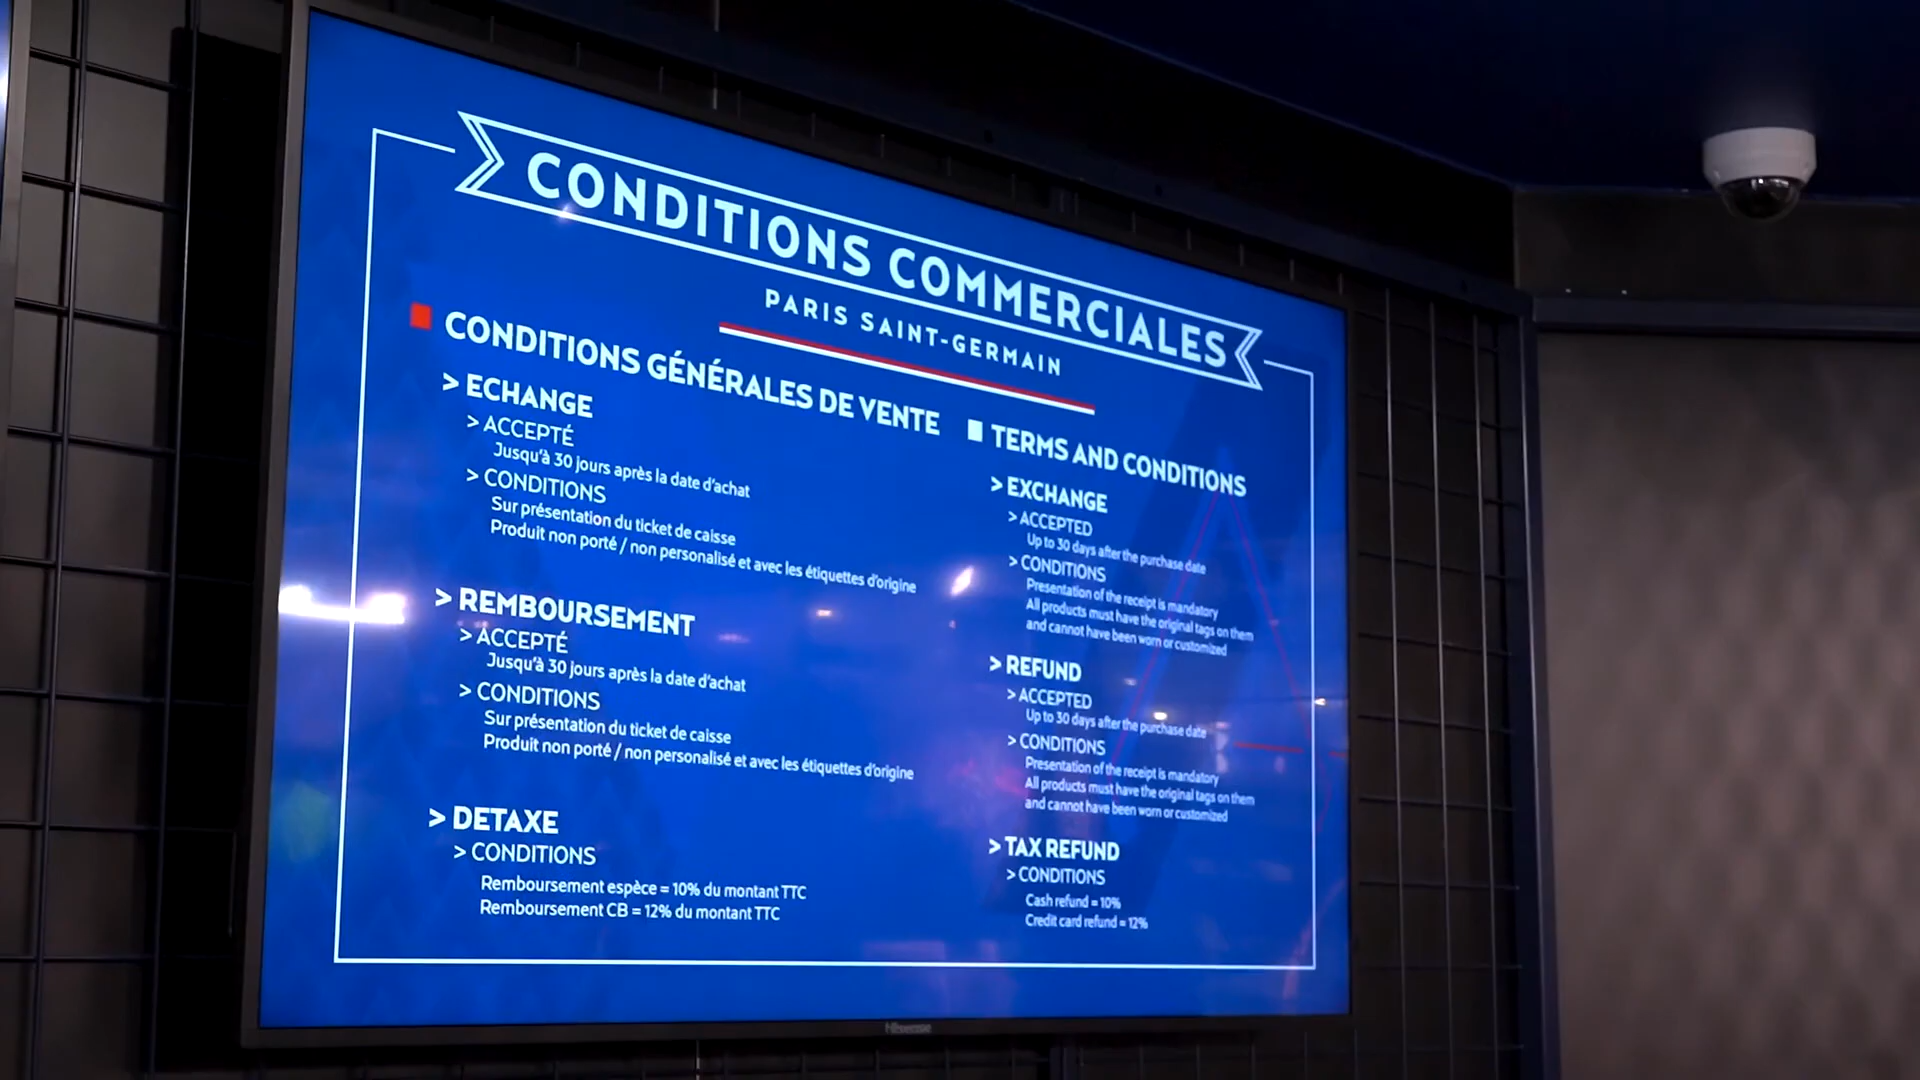 CONDITIONS COMMERCIALES
PARIS SAINT-GERMAIN
CONDITIONS GÉNÉRALES DE VENTE
> ECHANGE
> ACCEPTÉ
Jusqu'à 30 jours après la date d'achat
> CONDITIONS
Sur présentation du ticket de caisse
Produit non porté / non personalisé et avec les étiquettes d'origine
> REMBOURSEMENT
> ACCEPTÉ
Jusqu'à 30 jours après la date d'achat
> CONDITIONS
Sur présentation du ticket de caisse
Produit non porté / non personalisé et avec les étiquettes d'origine
> DETAXE
> CONDITIONS
Remboursement espèce = 10% du montant TTC
Remboursement CB = 12% du montant TTC
TERMS AND CONDITIONS
> EXCHANGE
> ACCEPTED
Up to 30 days after the purchase date
> CONDITIONS
Presentation of the receipt is mandatory
All products must have the original tags on them
and cannot have been worn or customized
> REFUND
> ACCEPTED
Up to 30 days after the purchase date
> CONDITIONS
Presentation of the receipt is mandatory
All products must have the original tags on them
and cannot have been worn or customized
> TAX REFUND
> CONDITIONS
Cash refund = 10%
Credit card refund = 12%
Hisense